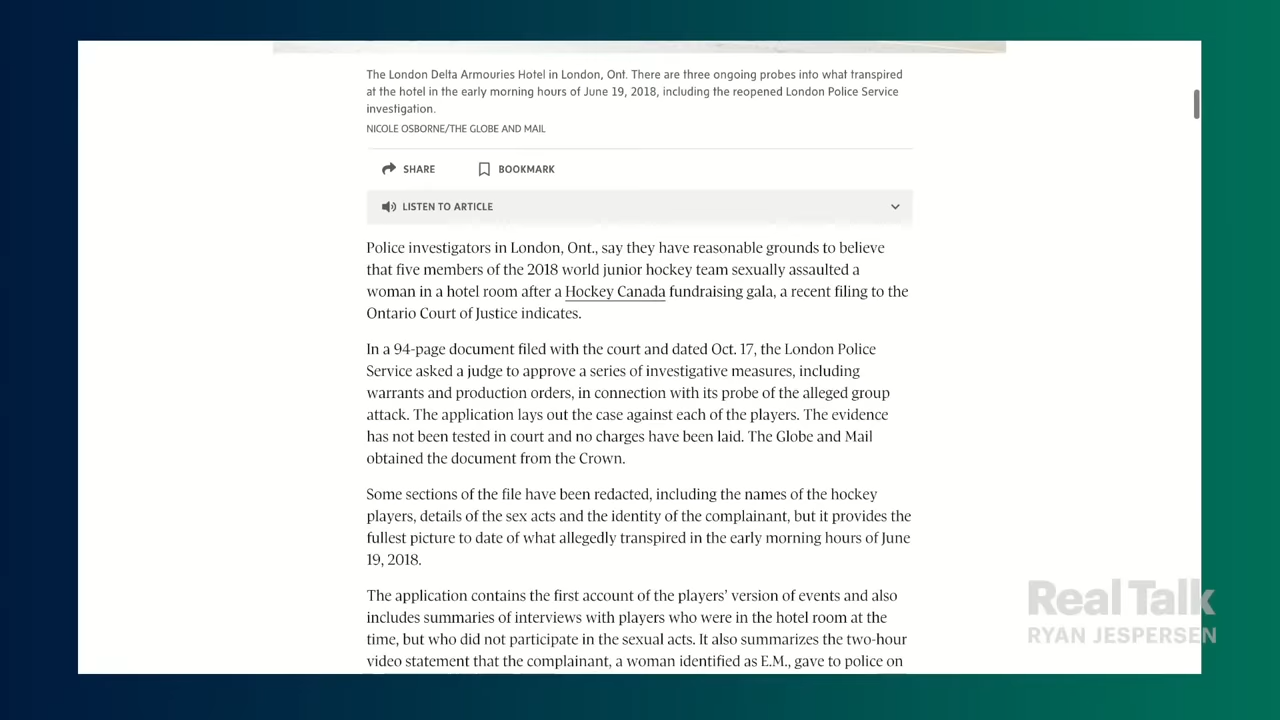 The London Delta Armouries Hotel in London, Ont. There are three ongoing probes into what transpired
at the hotel in the early morning hours of June 19, 2018, including the reopened London Police Service
investigation.
NICOLE OSBORNE/THE GLOBE AND MAIL
SHARE BOOKMARK
LISTEN TO ARTICLE
Police investigators in London, Ont., say they have reasonable grounds to believe
that five members of the 2018 world junior hockey team sexually assaulted a
woman in a hotel room after a Hockey Canada fundraising gala, a recent filing to the
Ontario Court of Justice indicates.
In a 94-page document filed with the court and dated Oct. 17, the London Police
Service asked a judge to approve a series of investigative measures, including
warrants and production orders, in connection with its probe of the alleged group
attack. The application lays out the case against each of the players. The evidence
has not been tested in court and no charges have been laid. The Globe and Mail
obtained the document from the Crown.
Some sections of the file have been redacted, including the names of the hockey
players, details of the sex acts and the identity of the complainant, but it provides the
fullest picture to date of what allegedly transpired in the early morning hours of June
19, 2018.
The application contains the first account of the players' version of events and also
includes summaries of interviews with players who were in the hotel room at the
time, but who did not participate in the sexual acts. It also summarizes the two-hour
video statement that the complainant, a woman identified as E.M., gave to police on
Real Talk
RYAN JESPERSEN